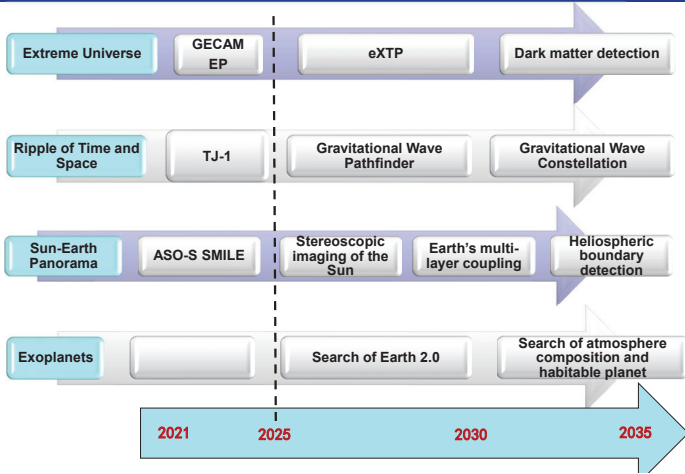 Extreme Universe
GECAM
EP
eXTP
Dark matter detection
Ripple of Time and
Space
TJ-1
Gravitational Wave
Pathfinder
Gravitational Wave
Constellation
Sun-Earth
Panorama
ASO-S SMILE
Stereoscopic
imaging of the
Sun
Earth's multi-
layer coupling
Heliospheric
boundary
detection
Exoplanets
Search of Earth 2.0
Search of atmosphere
composition and
habitable planet
2021
2025
2030
2035